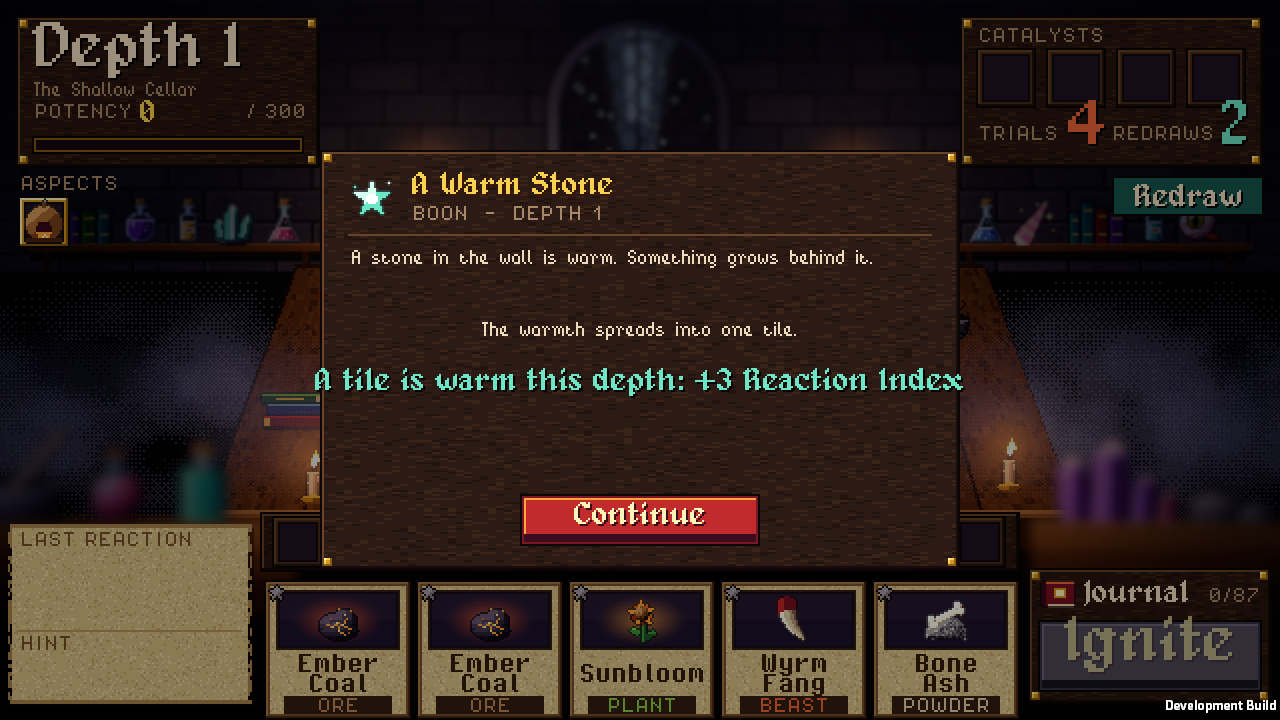 Depth 1
The Shallow Cellar
POTENCY 0 / 300
ASPECTS
CATALYSTS
TRIALS 4 REDRAWS 2
Redraw
A Warm Stone
BOON - DEPTH 1
A stone in the wall is warm. Something grows behind it.
The warmth spreads into one tile.
A tile is warm this depth: +3 Reaction Index
Continue
LAST REACTION
HINT
Ember
Coal
ORE
Ember
Coal
ORE
Sunbloom
PLANT
Wyrm
Fang
BEAST
Bone
Ash
POWDER
Journal 0/87
Ignite
Development Build